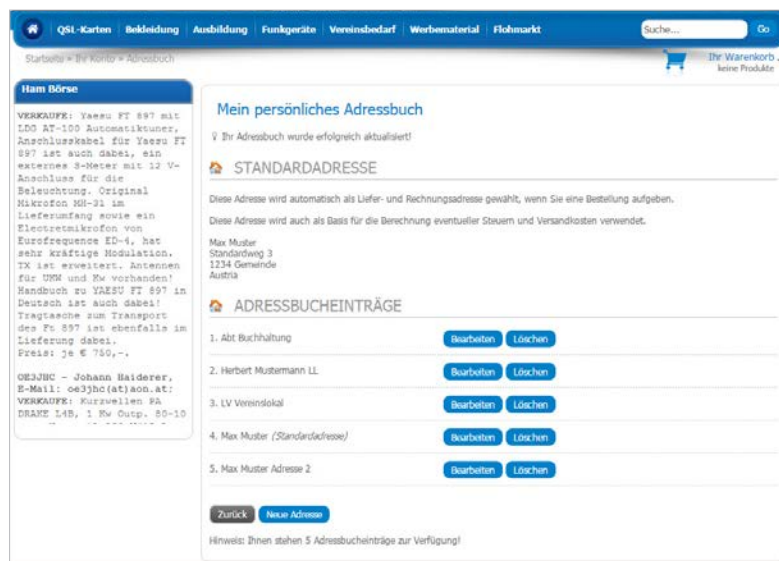 QSL-Karten Bekleidung Ausbildung Funkgeräte Vereinsbedarf Werbematerial Flohmarkt Suche... Go
Startseite » Ihr Konto » Adressbuch
Ihr Warenkorb
keine Produkte
Ham Börse
VERKAUFE: Yaesu FT 897 mit
LDG AT-100 Automatiktuner,
Anschlusskabel für Yaesu FT
897 ist auch dabei, ein
externes S-Meter mit 12 V-
Anschluss für die
Beleuchtung. Original
Mikrofon MH-31 im
Lieferumfang sowie ein
Electretmikrofon von
Eurofrequence ED-4, hat
sehr kräftige Modulation.
TX ist erweitert. Antennen
für UKW und Kw vorhanden!
Handbuch zu YAESU FT 897 in
Deutsch ist auch dabei!
Tragtasche zum Transport
des Ft 897 ist ebenfalls im
Lieferung dabei.
Preis: je € 750,-.
OE3JHC - Johann Haiderer,
E-Mail: oe3jhc(at)aon.at:
VERKAUFE: Kurzwellen PA
DRAKE L4B, 1 Kw Outp. 80-10
Mein persönliches Adressbuch
Ihr Adressbuch wurde erfolgreich aktualisiert!
STANDARDADRESSE
Diese Adresse wird automatisch als Liefer- und Rechnungsadresse gewählt, wenn Sie eine Bestellung aufgeben.
Diese Adresse wird auch als Basis für die Berechnung eventueller Steuern und Versandkosten verwendet.
Max Muster
Standardweg 3
1234 Gemeinde
Austria
ADRESSBUCHEINTRÄGE
1. Abt Buchhaltung Bearbeiten Löschen
2. Herbert Mustermann LL Bearbeiten Löschen
3. LV Vereinslokal Bearbeiten Löschen
4. Max Muster (Standardadresse) Bearbeiten Löschen
5. Max Muster Adresse 2 Bearbeiten Löschen
Zurück Neue Adresse
Hinweis: Ihnen stehen 5 Adressbucheinträge zur Verfügung!